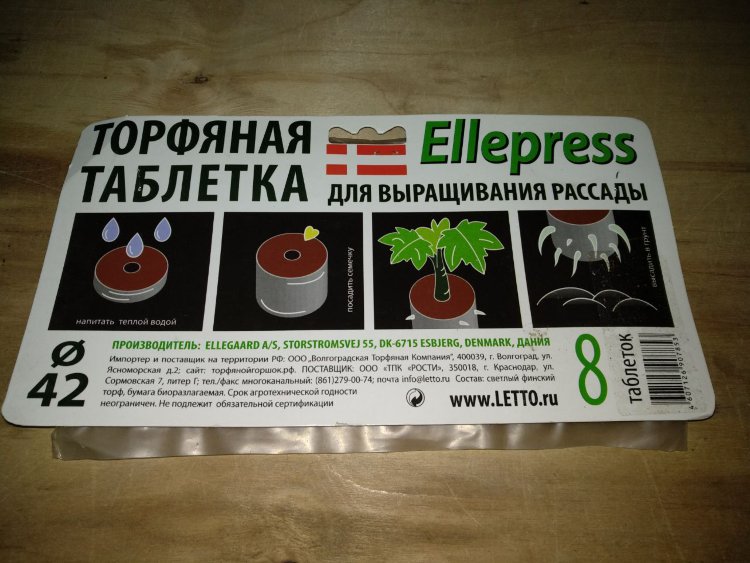 ТОРФЯНАЯ
ТАБЛЕТКА
Ellepress
ДЛЯ ВЫРАЩИВАНИЯ РАССАДЫ
напитать теплой водой
посадить семечку
высадить в грунт
Ø
42
ПРОИЗВОДИТЕЛЬ: ELLEGAARD A/S, STORSTROMSVEJ 55, DK-6715 ESBJERG, DENMARK, ДАНИЯ
Импортер и поставщик на территории РФ: ООО „Волгоградская Торфяная Компания", 400039, г. Волгоград, ул.
Ясноморская д.2; сайт: торфянойгоршок.рф. ПОСТАВЩИК: ООО «ТПК «РОСТИ», 350018, г. Краснодар, ул.
Сормовская 7, литер Г; тел./факс многоканальный: (861)279-00-74; почта info@letto.ru Состав: светлый финский
торф, бумага биоразлагаемая. Срок агротехнической годности
неограничен. Не подлежит обязательной сертификации
www.LETTO.ru
8
таблеток
4607126907853